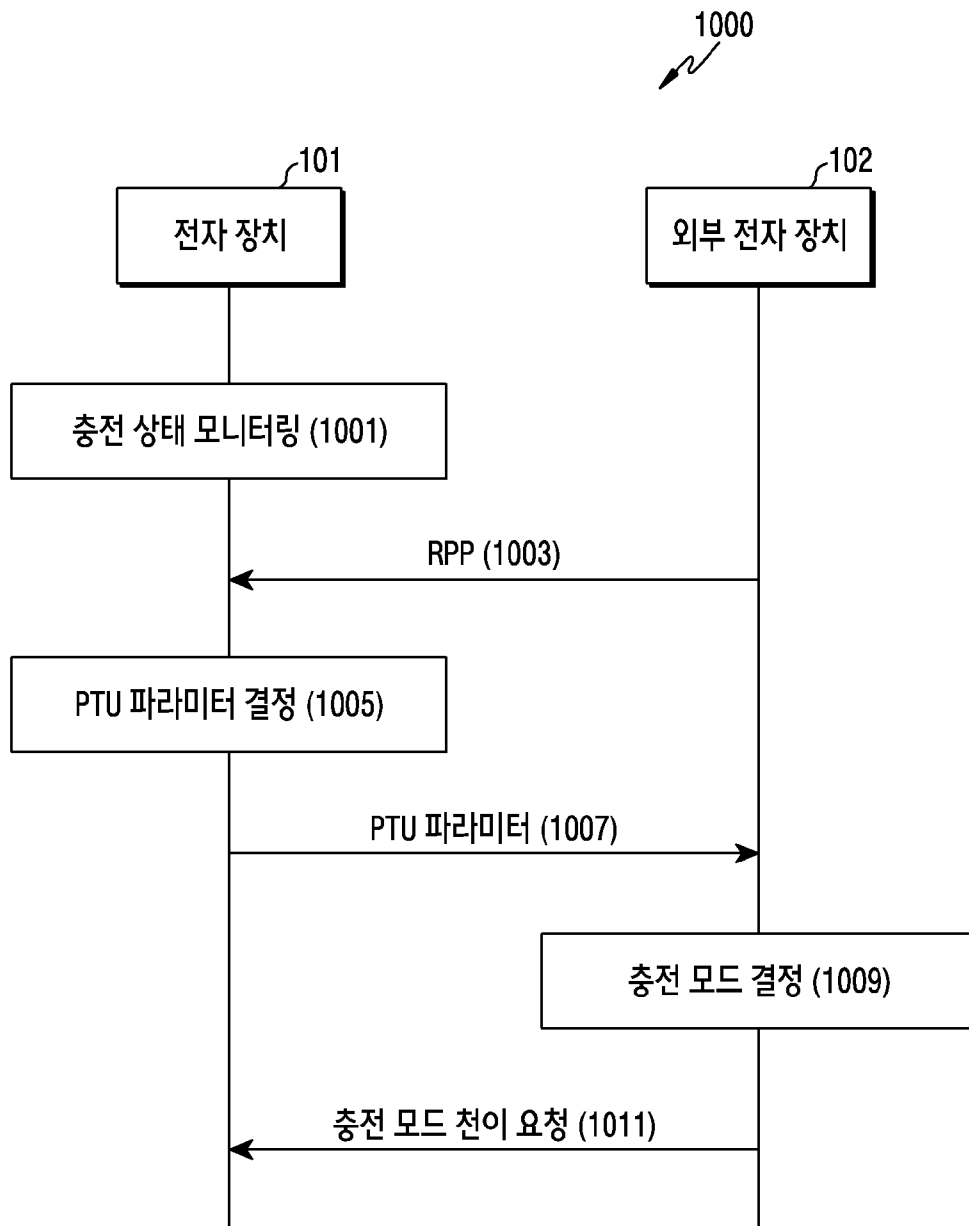 1000
101
102
전자 장치
외부 전자 장치
충전 상태 모니터링 (1001)
RPP (1003)
PTU 파라미터 결정 (1005)
PTU 파라미터 (1007)
충전 모드 결정 (1009)
충전 모드 천이 요청 (1011)